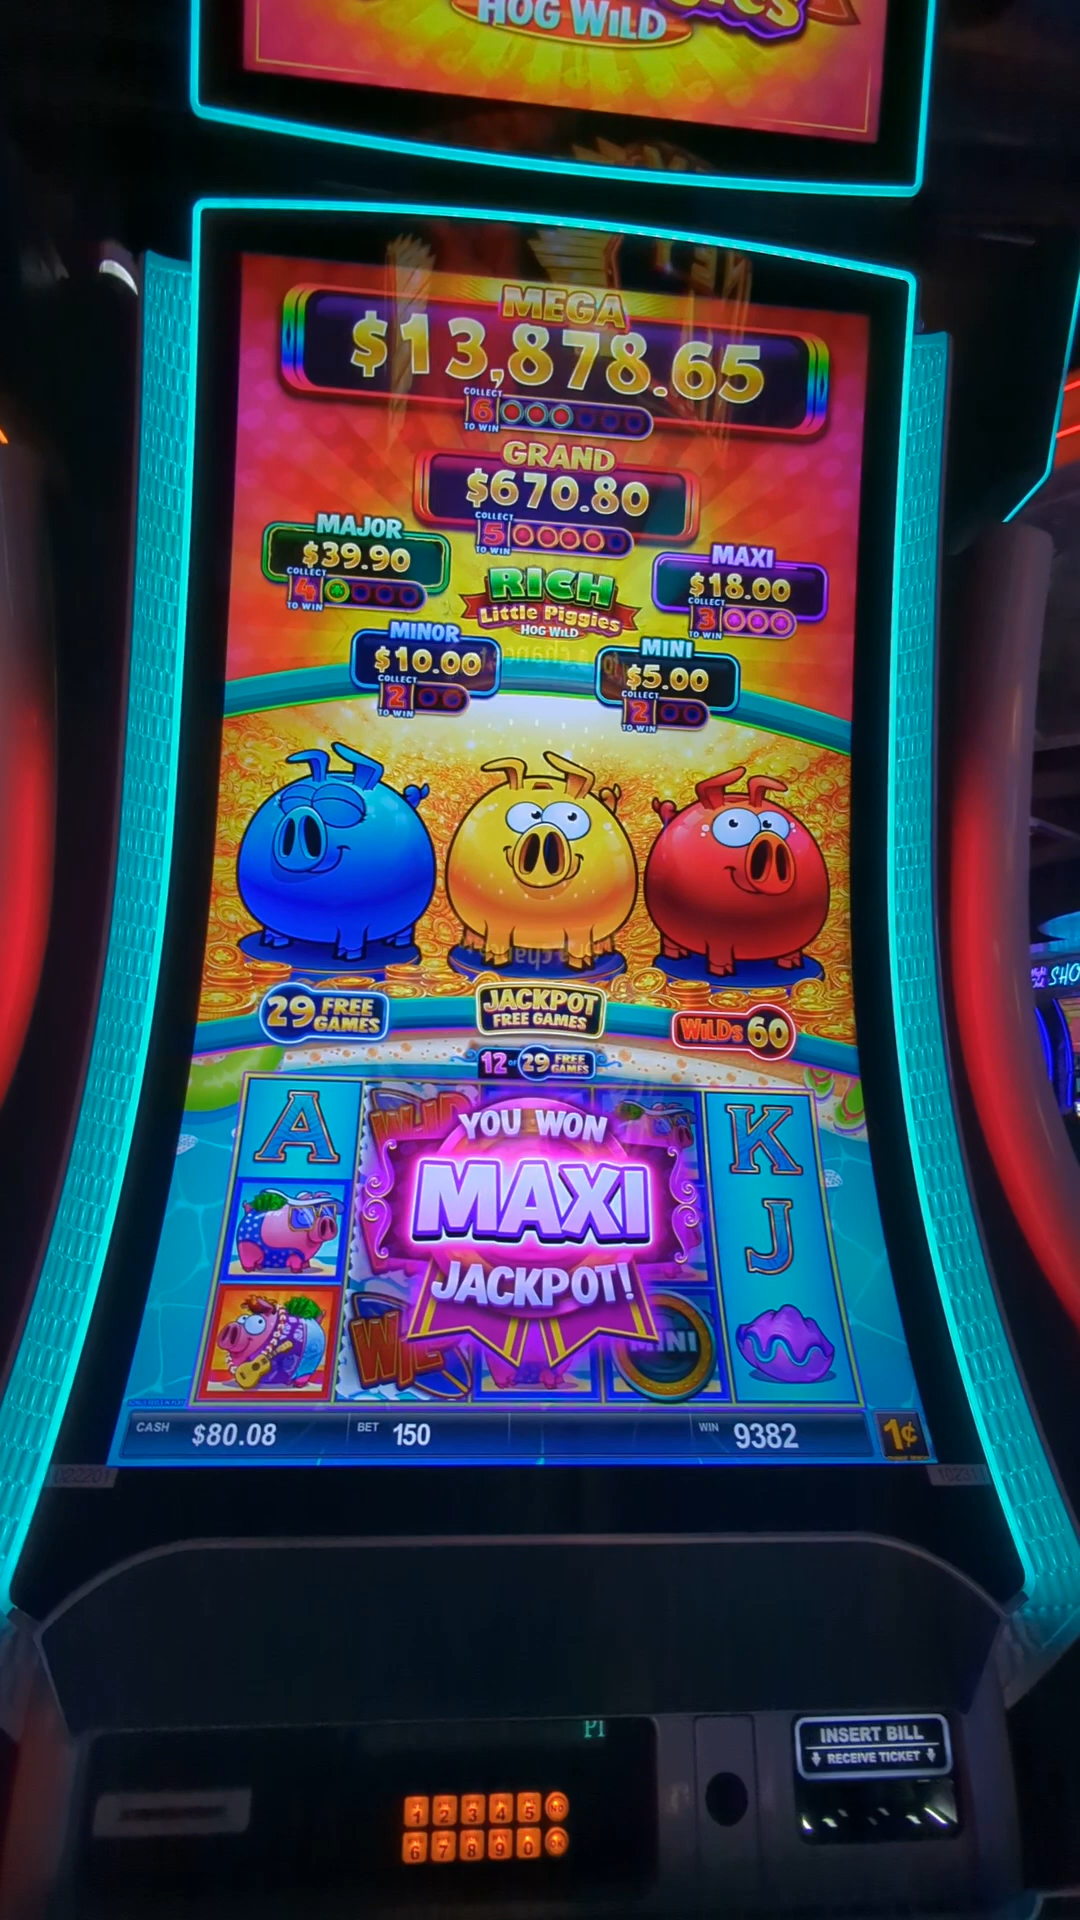 HOG WILD
MEGA
$13,878.65
COLLECT
6
TO WIN
GRAND
$670.80
COLLECT
5
TO WIN
MAJOR
$39.90
COLLECT
4
TO WIN
MAXI
$18.00
COLLECT
3
TO WIN
RICH
Little Piggies
HOG WILD
MINOR
$10.00
COLLECT
2
TO WIN
MINI
$5.00
COLLECT
2
TO WIN
29 FREE GAMES
JACKPOT
FREE GAMES
WILDS 60
12 OF 29 FREE GAMES
A
K
J
YOU WON
MAXI
JACKPOT!
MINI
CASH $80.08 BET 150 WIN 9382 1¢
INSERT BILL
RECEIVE TICKET
1 2 3 4 5 NO
6 7 8 9 0 OK
SHO